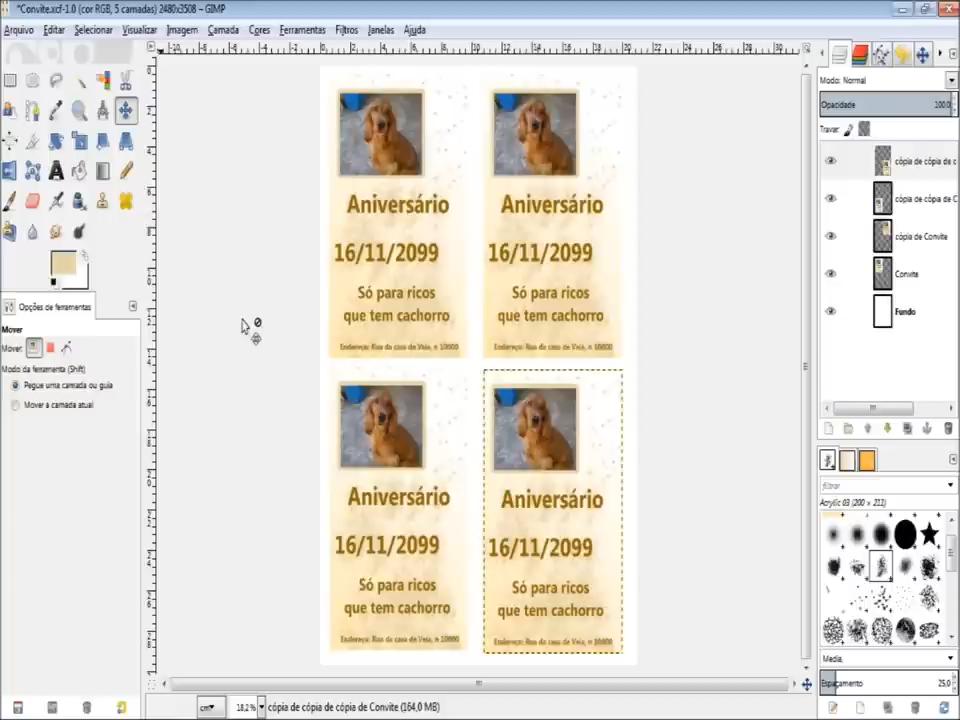 *Convite.xcf-1.0 (cor RGB, 5 camadas) 2480x3508 – GIMP
Arquivo Editar Selecionar Visualizar Imagem Camada Cores Ferramentas Filtros Janelas Ajuda
Modo: Normal
Opacidade 100,0
Travar:
cópia de cópia de c
cópia de cópia de C
cópia de Convite
Convite
Fundo
Opções de ferramentas
Mover
Mover:
Modo da ferramenta (Shift)
Pegue uma camada ou guia
Mover a camada atual
Aniversário
16/11/2099
Só para ricos
que tem cachorro
Endereço: Rua da casa de Veia, n 10000
Aniversário
16/11/2099
Só para ricos
que tem cachorro
Endereço: Rua da casa de Veia, n 10000
Aniversário
16/11/2099
Só para ricos
que tem cachorro
Endereço: Rua da casa de Veia, n 10000
Aniversário
16/11/2099
Só para ricos
que tem cachorro
Endereço: Rua da casa de Veia, n 10000
filtrar
Acrylic 03 (200 × 211)
Media,
Espaçamento 25,0
cm 18,2% cópia de cópia de cópia de Convite (164,0 MB)